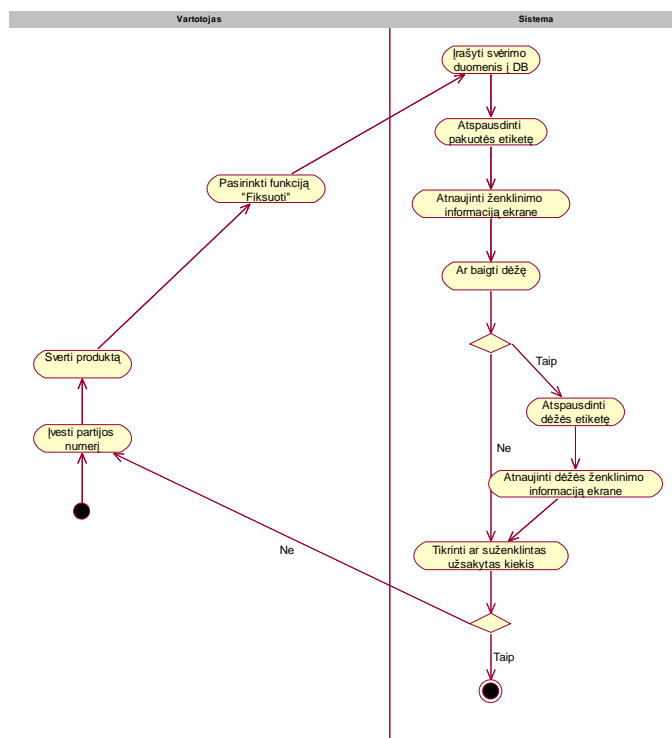 Vartotojas
Sistema
Įrašyti svėrimo
duomenis į DB
Atspausdinti
pakuotės etiketę
Pasirinkti funkciją
"Fiksuoti"
Atnaujinti ženklinimo
informaciją ekrane
Ar baigti dėžę
Sverti produktą
Taip
Atspausdinti
dėžės etiketę
Įvesti partijos
numerį
Ne
Atnaujinti dėžės ženklinimo
informaciją ekrane
Ne
Tikrinti ar suženklintas
užsakytas kiekis
Taip